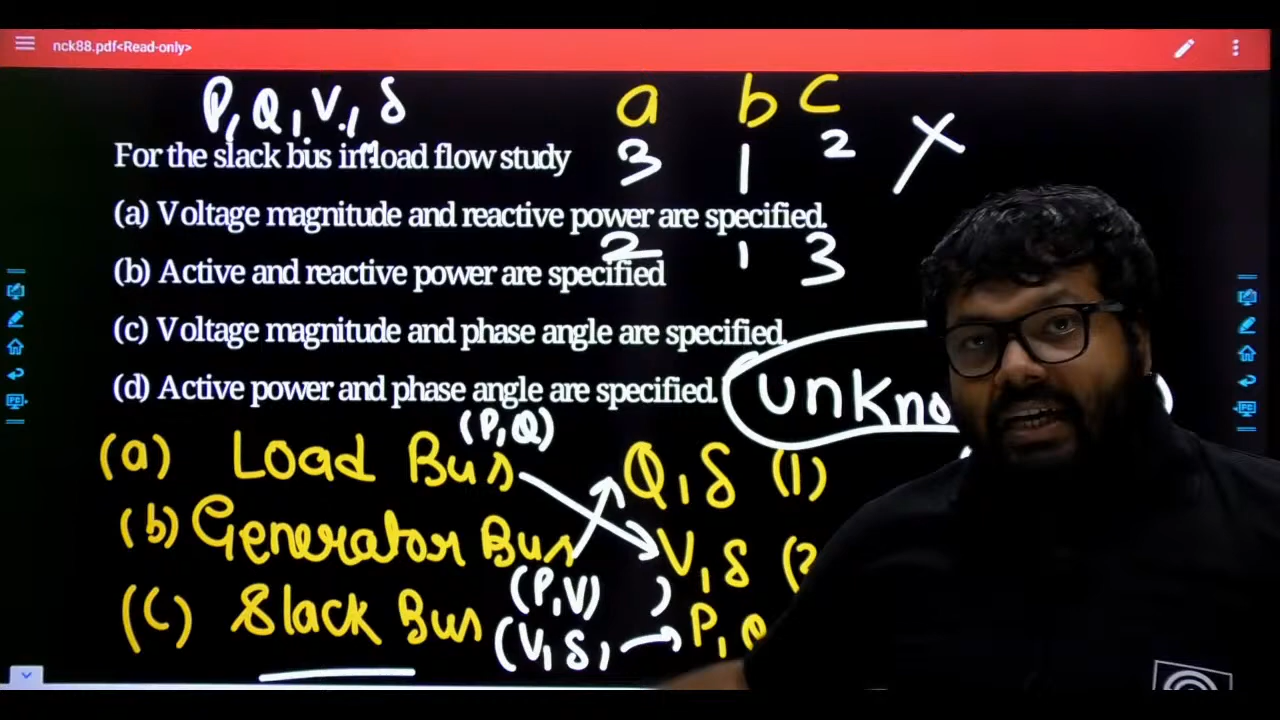 nck88.pdf<Read-only>
P, Q, V, δ
a b c
For the slack bus in load flow study
3 1 2 ×
(a) Voltage magnitude and reactive power are specified.
2 1 3
(b) Active and reactive power are specified
(c) Voltage magnitude and phase angle are specified.
(d) Active power and phase angle are specified.
(P, Q)
(a) Load Bus Q, δ (1)
(b) Generator Bus V, δ
(P, V)
(c) Slack Bus (V, δ) → P, Q